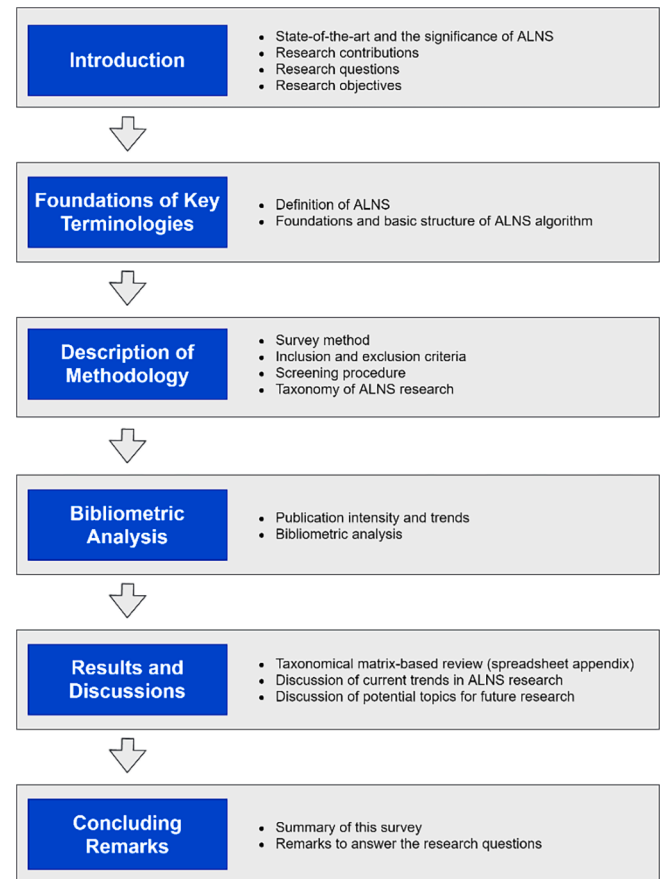 Introduction
• State-of-the-art and the significance of ALNS
• Research contributions
• Research questions
• Research objectives
Foundations of Key
Terminologies
• Definition of ALNS
• Foundations and basic structure of ALNS algorithm
Description of
Methodology
• Survey method
• Inclusion and exclusion criteria
• Screening procedure
• Taxonomy of ALNS research
Bibliometric
Analysis
• Publication intensity and trends
• Bibliometric analysis
Results and
Discussions
• Taxonomical matrix-based review (spreadsheet appendix)
• Discussion of current trends in ALNS research
• Discussion of potential topics for future research
Concluding
Remarks
• Summary of this survey
• Remarks to answer the research questions